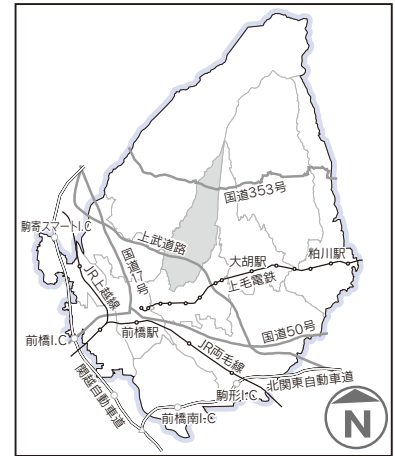 国道353号
駒寄スマートI.C
上武道路
国道17号
大胡駅
粕川駅
上毛電鉄
JR上越線
前橋I.C
前橋駅
国道50号
JR両毛線
関越自動車道
駒形I.C
北関東自動車道
前橋南I.C
N